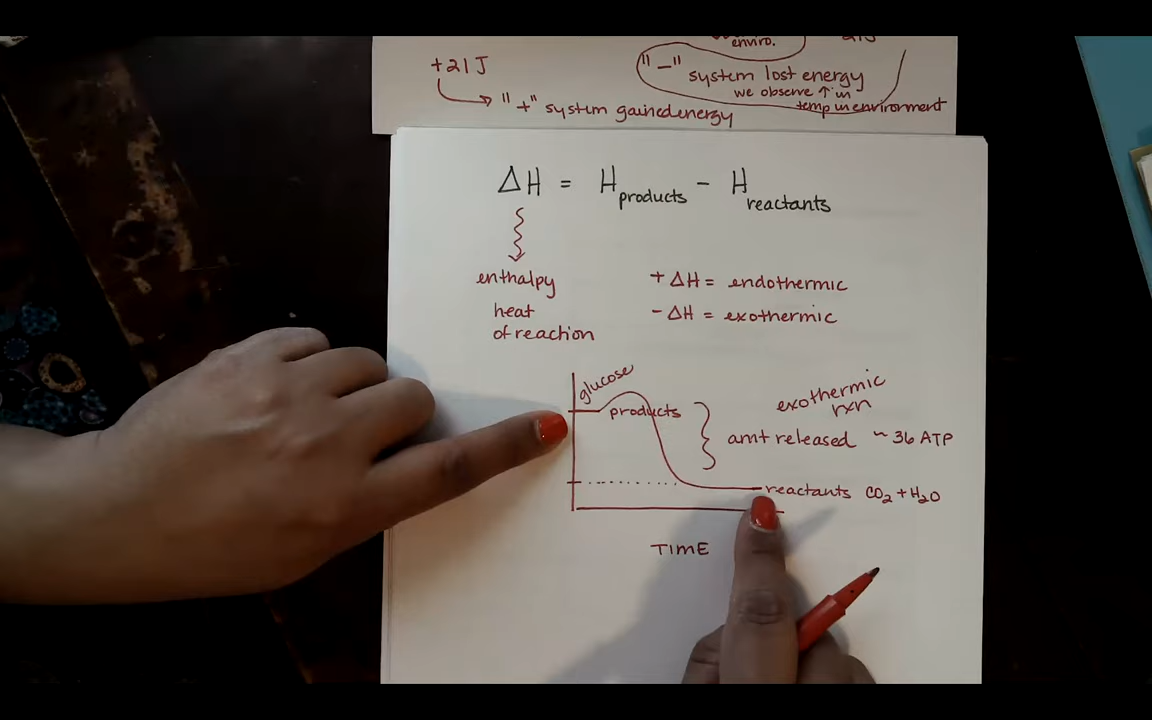 enviro.
+21J
"−" system lost energy
we observe ↑ in
temp in environment
"+" system gained energy
ΔH = H products − H reactants
enthalpy
heat
of reaction
+ΔH = endothermic
−ΔH = exothermic
glucose
products
exothermic
rxn
amt released ~36 ATP
reactants CO₂ + H₂O
TIME